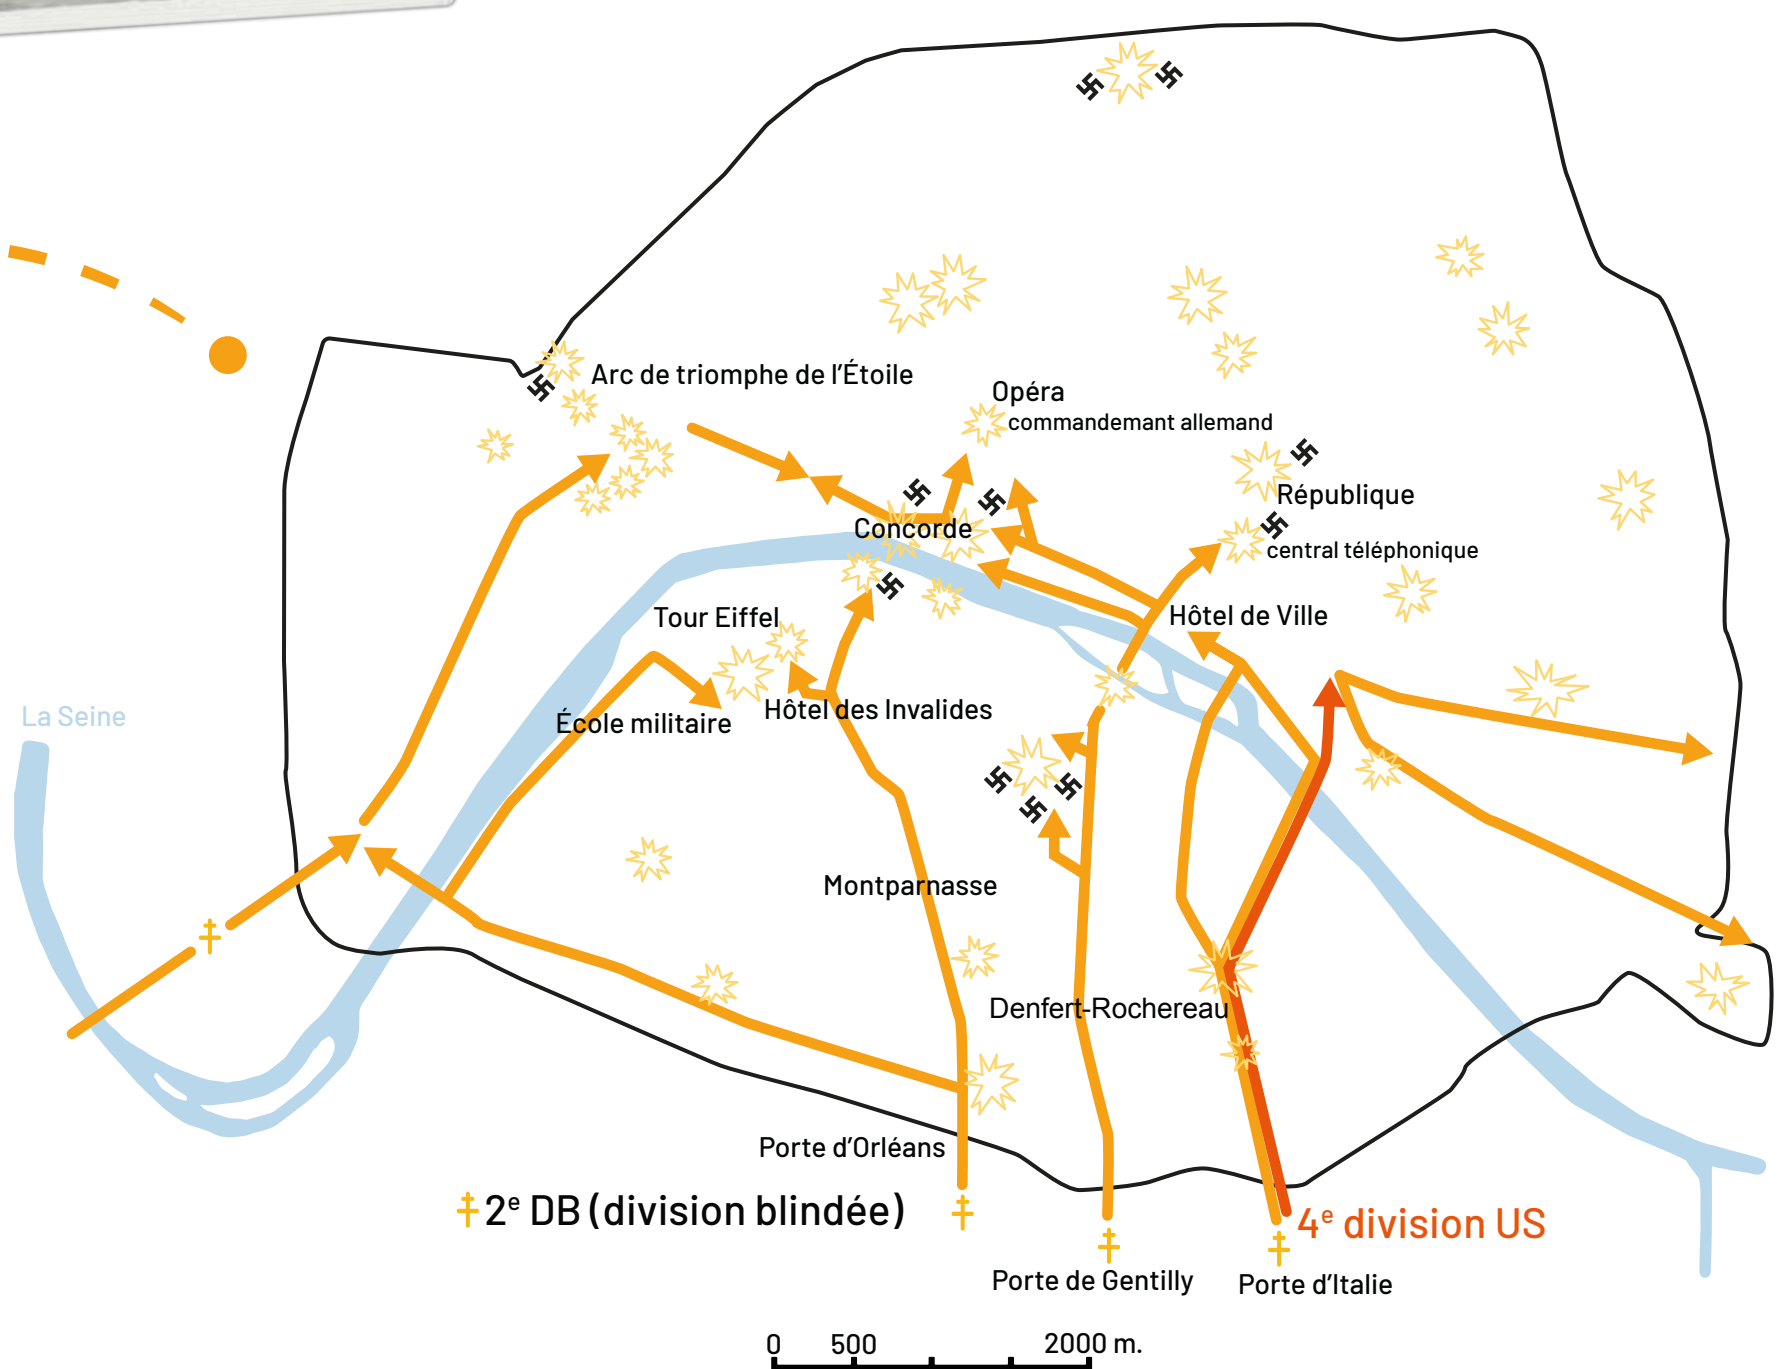 Arc de triomphe de l'Étoile
Opéra
commandemant allemand
République
Concorde
central téléphonique
Tour Eiffel
Hôtel de Ville
La Seine
École militaire
Hôtel des Invalides
Montparnasse
Denfert-Rochereau
Porte d'Orléans
2e DB (division blindée)
4e division US
Porte de Gentilly
Porte d'Italie
0 500 2000 m.